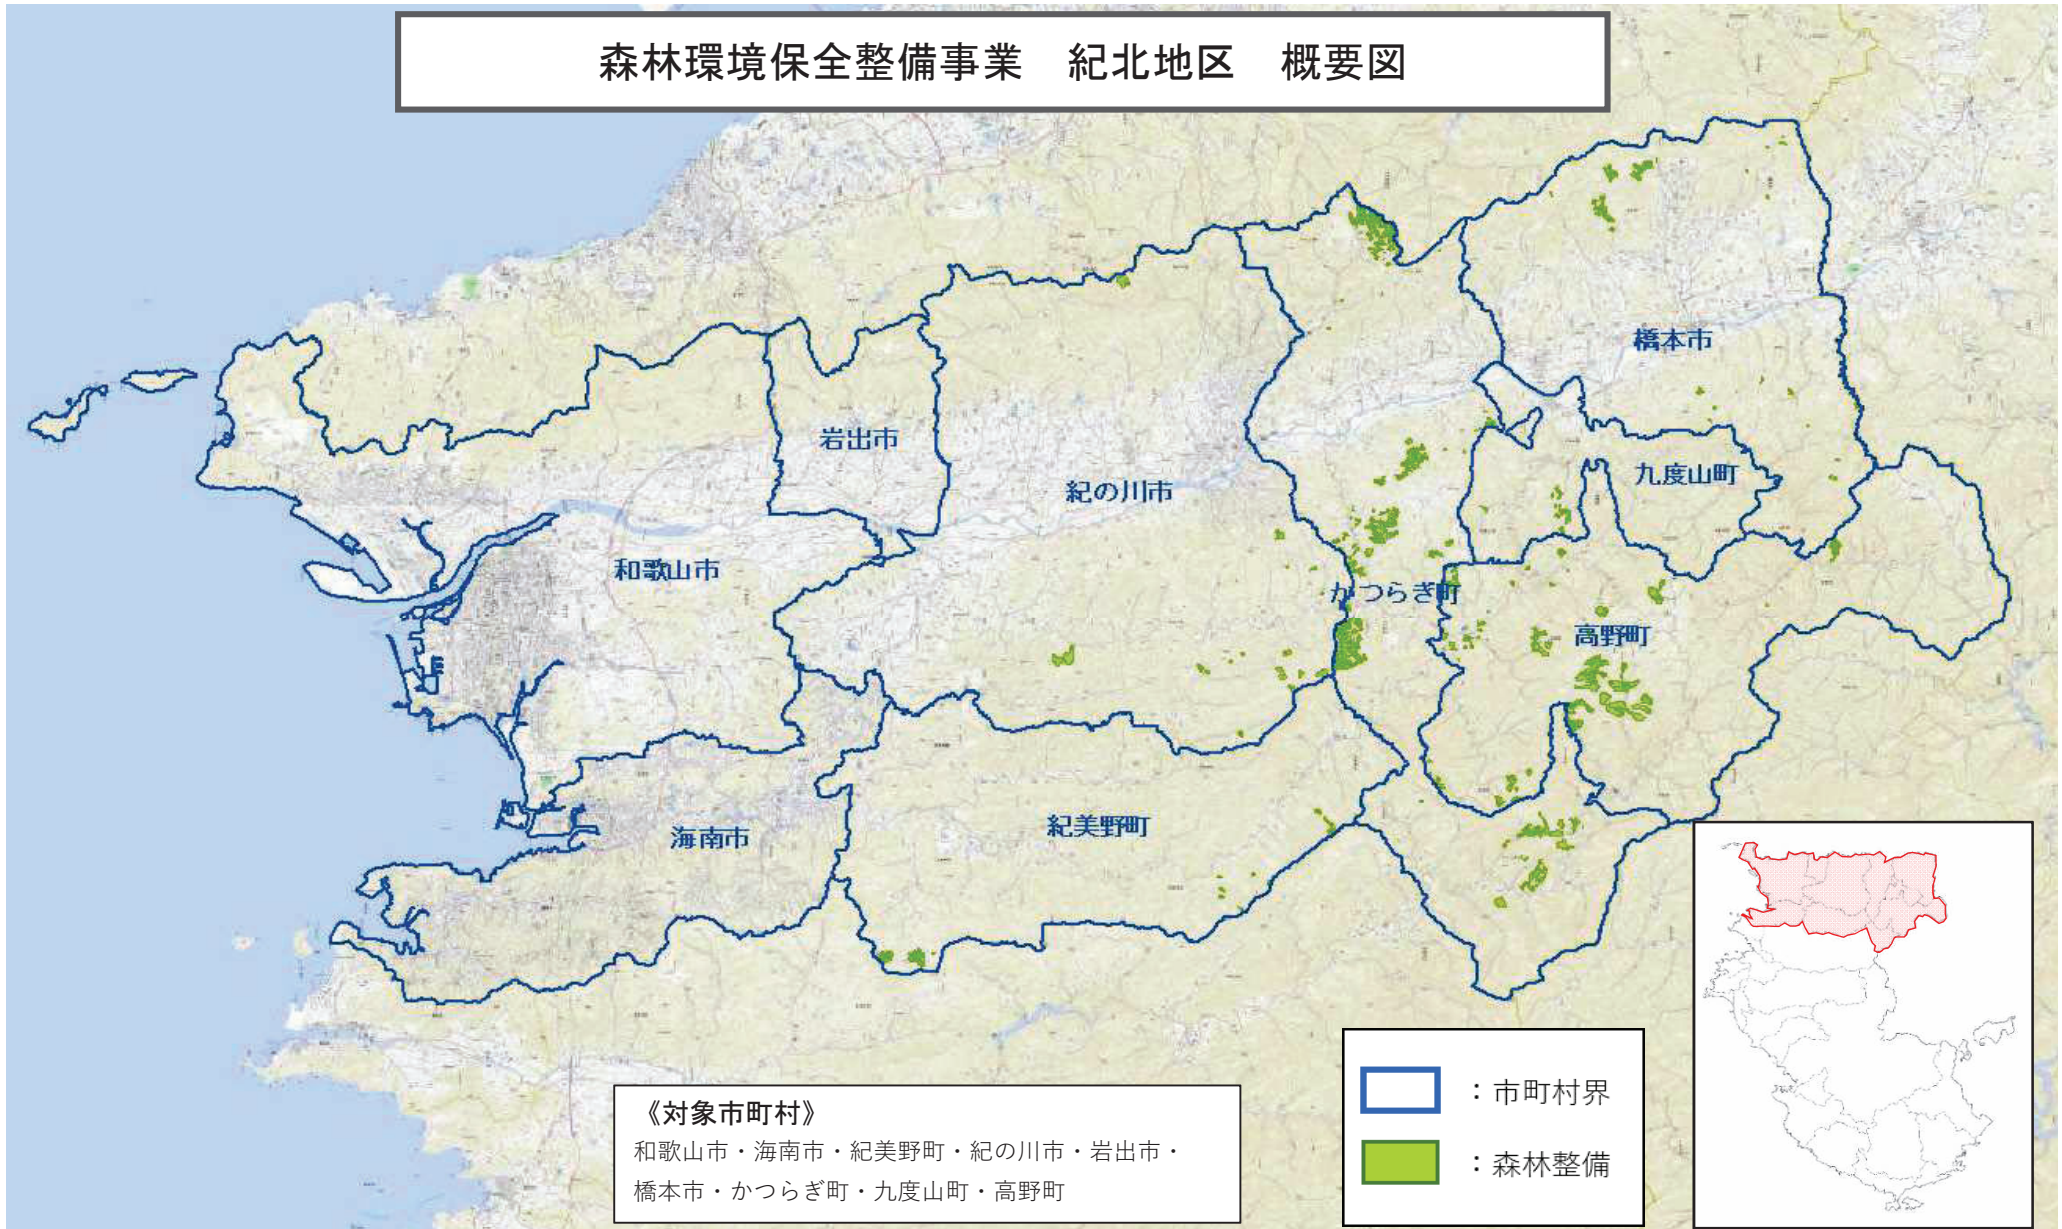 森林環境保全整備事業　紀北地区　概要図
橋本市
岩出市
九度山町
紀の川市
和歌山市
かつらぎ町
高野町
紀美野町
海南市
《対象市町村》
和歌山市・海南市・紀美野町・紀の川市・岩出市・
橋本市・かつらぎ町・九度山町・高野町
：市町村界
：森林整備